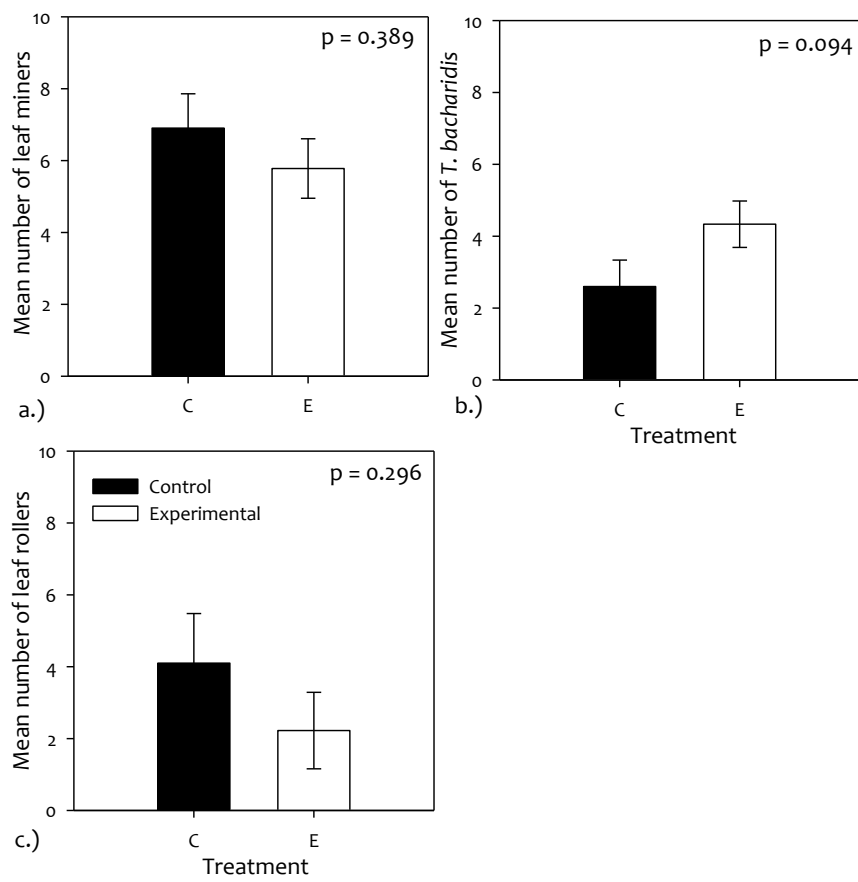 10
8
6
4
2
0
Mean number of leaf miners
p = 0.389
C
E
a.)
10
8
6
4
2
0
Mean number of T. bacharidis
p = 0.094
C
E
b.)
Treatment
10
8
6
4
2
0
Mean number of leaf rollers
Control
Experimental
p = 0.296
C
E
c.)
Treatment